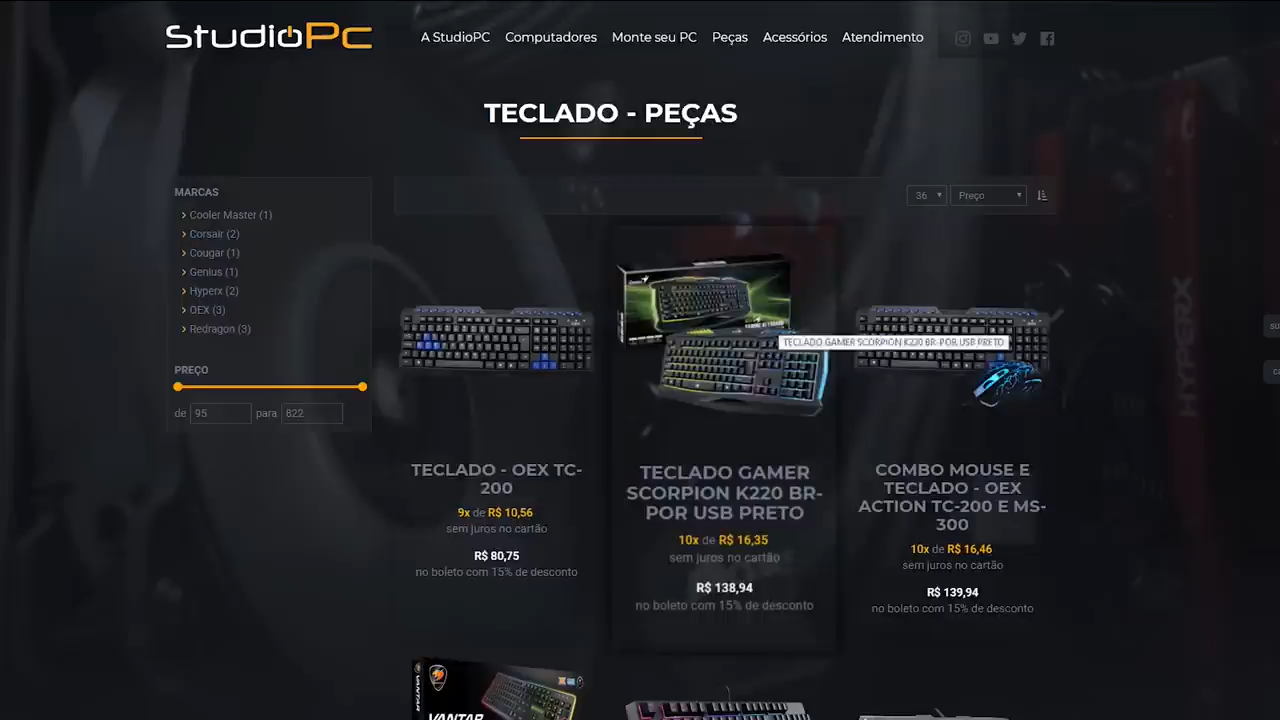 StudioPc
A StudioPC Computadores Monte seu PC Peças Acessórios Atendimento
TECLADO - PEÇAS
MARCAS
Cooler Master (1)
Corsair (2)
Cougar (1)
Genius (1)
Hyperx (2)
OEX (3)
Redragon (3)
PREÇO
de 95 para 822
36 Preço
TECLADO GAMER SCORPION K220 BR-POR USB PRETO
TECLADO - OEX TC-
200
9x de R$ 10,56
sem juros no cartão
R$ 80,75
no boleto com 15% de desconto
TECLADO GAMER
SCORPION K220 BR-
POR USB PRETO
10x de R$ 16,35
sem juros no cartão
R$ 138,94
no boleto com 15% de desconto
COMBO MOUSE E
TECLADO - OEX
ACTION TC-200 E MS-
300
10x de R$ 16,46
sem juros no cartão
R$ 139,94
no boleto com 15% de desconto
HYPERX
VANTAR
VANTAR